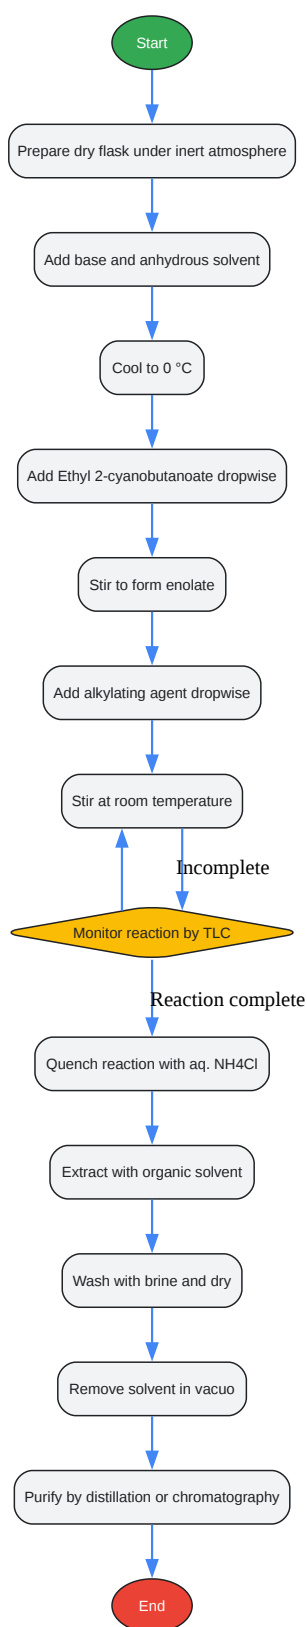 Start
Prepare dry flask under inert atmosphere
Add base and anhydrous solvent
Cool to 0 °C
Add Ethyl 2-cyanobutanoate dropwise
Stir to form enolate
Add alkylating agent dropwise
Stir at room temperature
Incomplete
Monitor reaction by TLC
Reaction complete
Quench reaction with aq. NH4Cl
Extract with organic solvent
Wash with brine and dry
Remove solvent in vacuo
Purify by distillation or chromatography
End